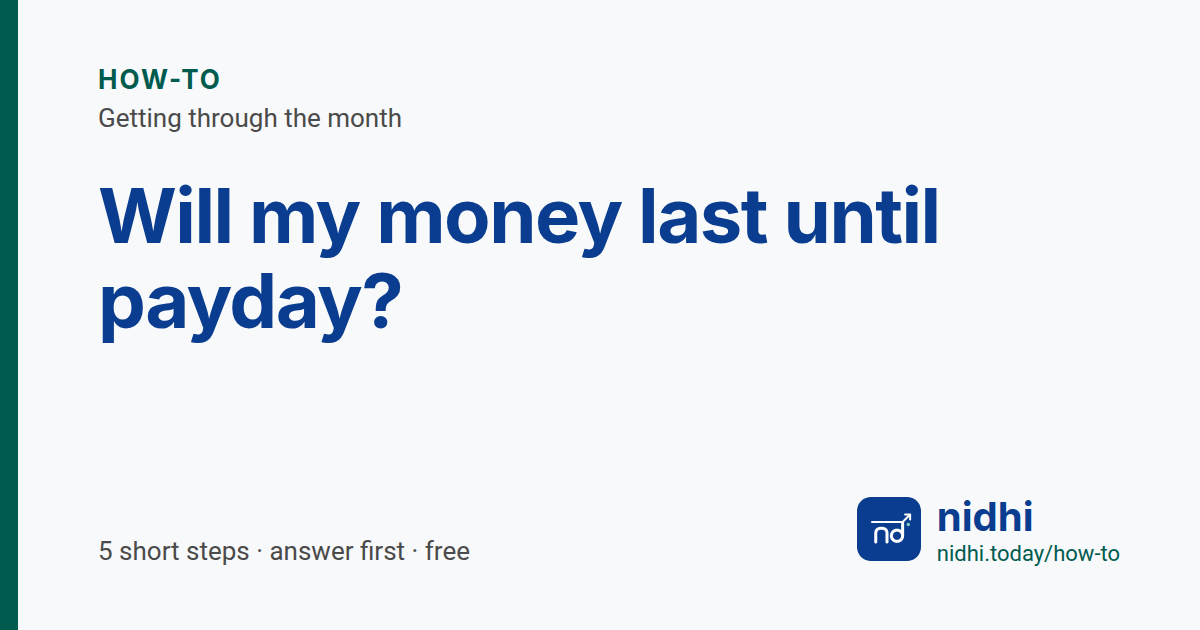 HOW-TO
Getting through the month
Will my money last until
payday?
5 short steps · answer first · free
nd
nidhi
nidhi.today/how-to